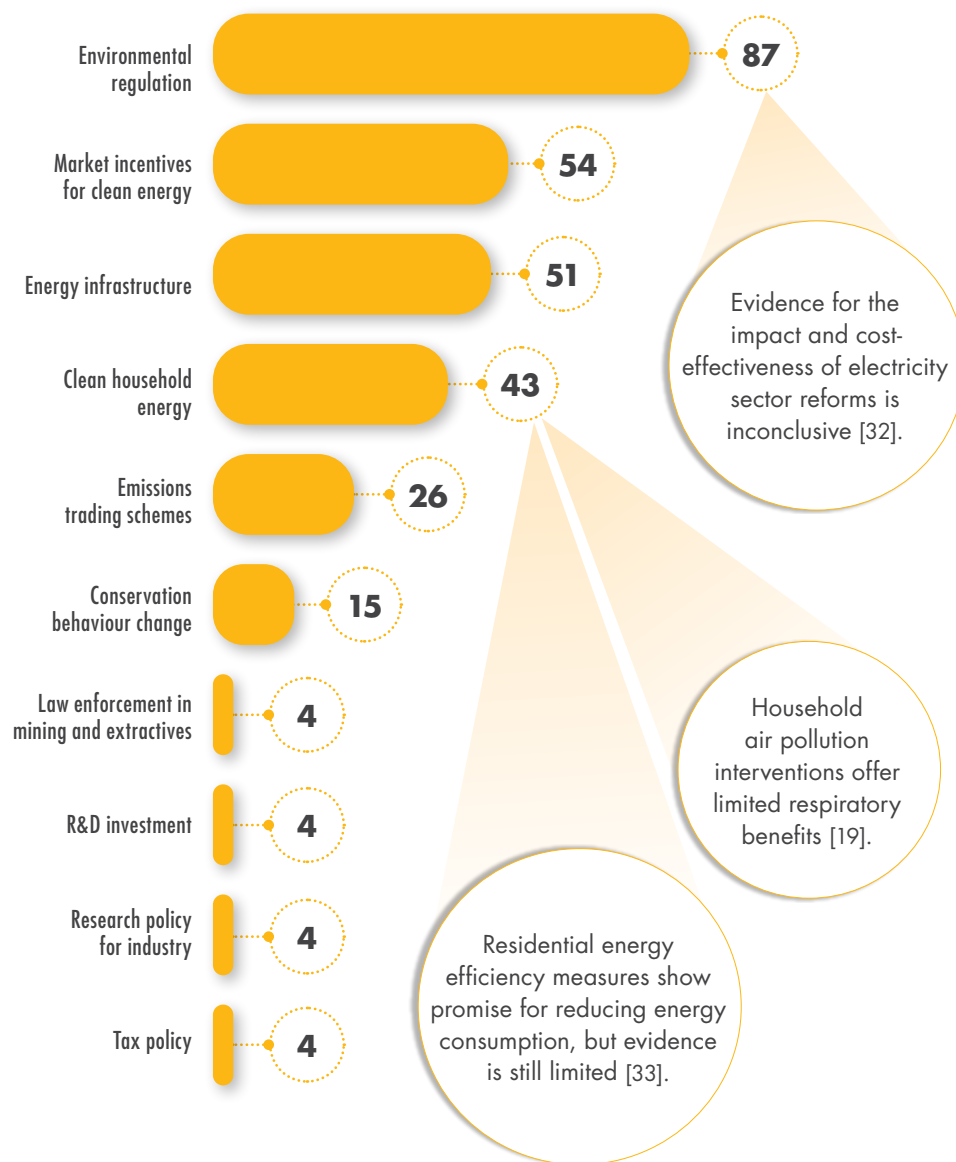 Environmental
regulation
87
Market incentives
for clean energy
54
Energy infrastructure
51
Evidence for the
impact and cost-
effectiveness of electricity
sector reforms is
inconclusive [32].
Clean household
energy
43
Emissions
trading schemes
26
Conservation
behaviour change
15
Law enforcement in
mining and extractives
4
Household
air pollution
interventions offer
limited respiratory
benefits [19].
R&D investment
4
Research policy
for industry
4
Residential energy
efficiency measures show
promise for reducing energy
consumption, but evidence
is still limited [33].
Tax policy
4